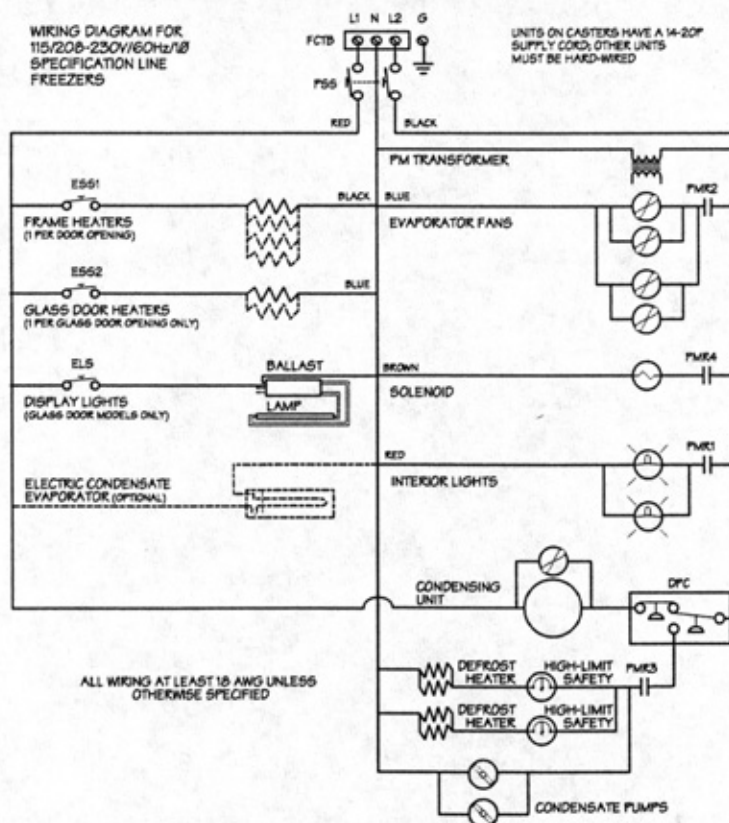 WIRING DIAGRAM FOR
115/208-230V/60Hz/1Ø
SPECIFICATION LINE
FREEZERS
L1 N L2 G
FCTB
PSS
UNITS ON CASTERS HAVE A 14-20P
SUPPLY CORD; OTHER UNITS
MUST BE HARD-WIRED
RED
BLACK
PM TRANSFORMER
ESS1
FRAME HEATERS
(1 PER DOOR OPENING)
BLACK
BLUE
EVAPORATOR FANS
PMR2
ESS2
GLASS DOOR HEATERS
(1 PER GLASS DOOR OPENING ONLY)
BLUE
ELS
DISPLAY LIGHTS
(GLASS DOOR MODELS ONLY)
BALLAST
LAMP
BROWN
SOLENOID
PMR4
ELECTRIC CONDENSATE
EVAPORATOR (OPTIONAL)
RED
INTERIOR LIGHTS
PMR1
CONDENSING
UNIT
DPC
ALL WIRING AT LEAST 18 AWG UNLESS
OTHERWISE SPECIFIED
DEFROST
HEATER
HIGH-LIMIT
SAFETY
PMR3
DEFROST
HEATER
HIGH-LIMIT
SAFETY
CONDENSATE PUMPS